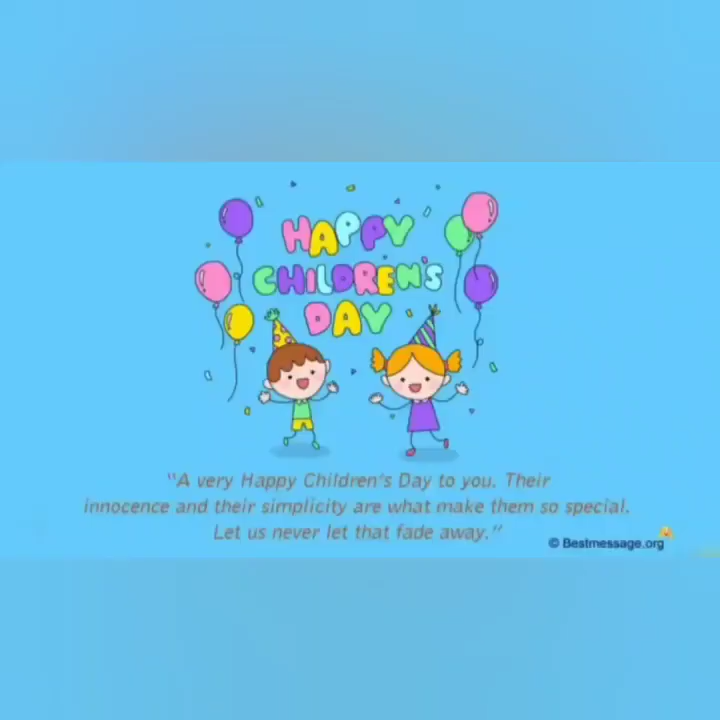 HAPPY
CHILDREN'S
DAY
"A very Happy Children's Day to you. Their
innocence and their simplicity are what make them so special.
Let us never let that fade away."
© Bestmessage.org